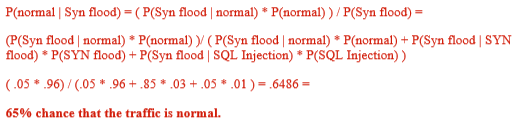 P(normal | Syn flood) = ( P(Syn flood | normal) * P(normal) ) / P(Syn flood) =
(P(Syn flood | normal) * P(normal) )/ ( P(Syn flood | normal) * P(normal) + P(Syn flood | SYN
flood) * P(SYN flood) + P(Syn flood | SQL Injection) * P(SQL Injection) )
( .05 * .96) / (.05 * .96 + .85 * .03 + .05 * .01 ) = .6486 =
65% chance that the traffic is normal.